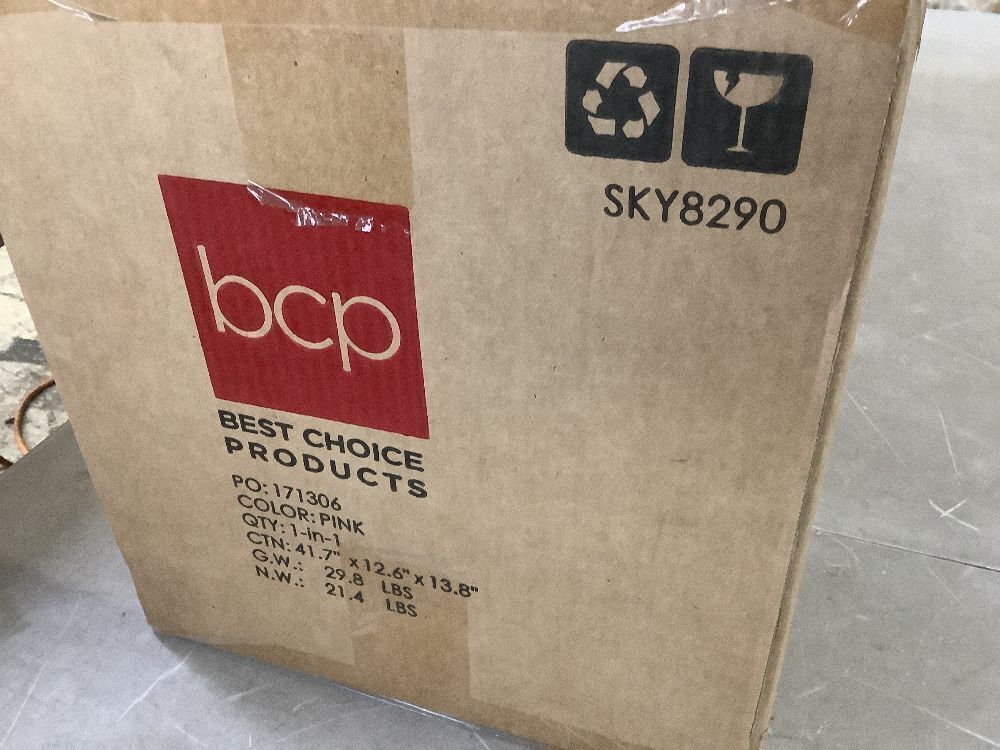 SKY8290
bcp
BEST CHOICE
PRODUCTS
PO: 171306
COLOR: PINK
QTY: 1-in-1
CTN: 41.7" x 12.6" x 13.8"
G.W.: 29.8 LBS
N.W.: 21.4 LBS